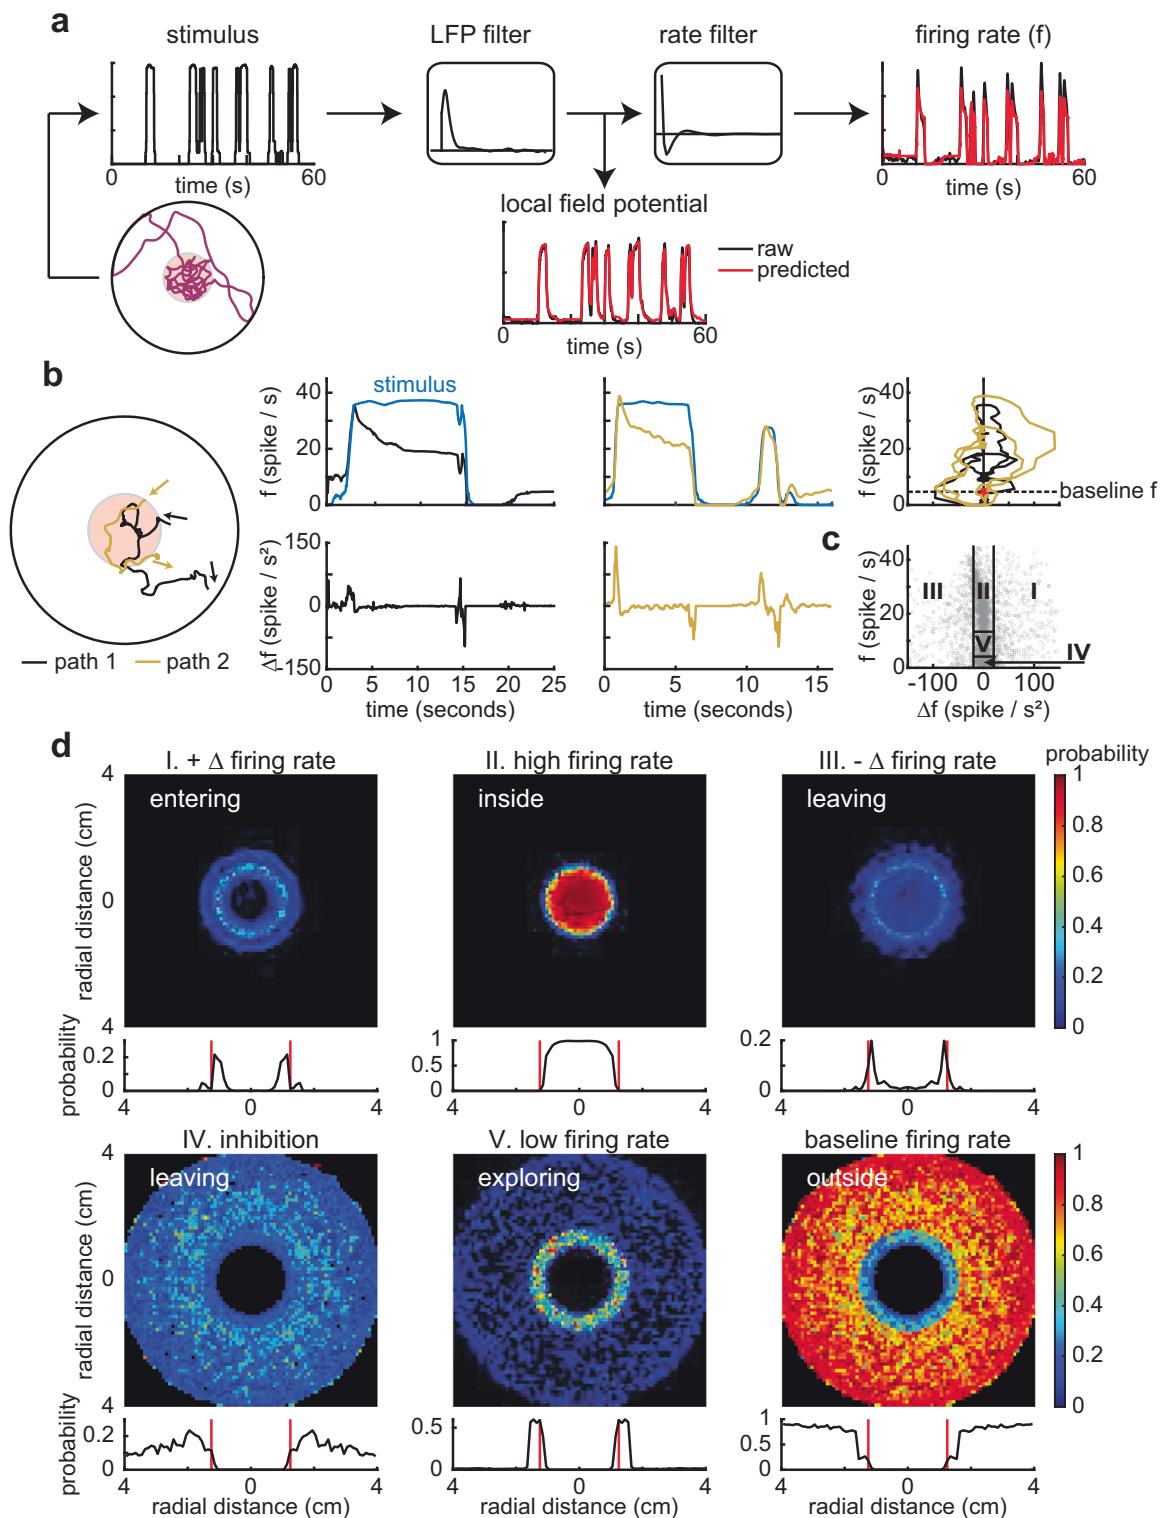 a
stimulus
LFP filter
rate filter
firing rate (f)
0
60
time (s)
0
60
time (s)
local field potential
raw
predicted
0
60
time (s)
b
f (spike / s)
40
20
0
stimulus
f (spike / s)
40
20
0
baseline f
path 1
path 2
Δf (spike / s²)
150
0
-150
0
5
10
15
20
25
time (seconds)
0
5
10
15
time (seconds)
c
f (spike / s)
40
20
0
III
II
I
V
IV
-100
0
100
Δf (spike / s²)
d
I. + Δ firing rate
II. high firing rate
III. - Δ firing rate
probability
entering
inside
leaving
radial distance (cm)
4
0
4
1
0.8
0.6
0.4
0.2
0
probability
0.2
0
4
0
4
1
0.5
0
4
0
4
0.2
0
4
0
4
IV. inhibition
V. low firing rate
baseline firing rate
leaving
exploring
outside
radial distance (cm)
4
0
4
1
0.8
0.6
0.4
0.2
0
probability
0.2
0
4
0
4
radial distance (cm)
0.5
0
4
0
4
radial distance (cm)
1
0
4
0
4
radial distance (cm)